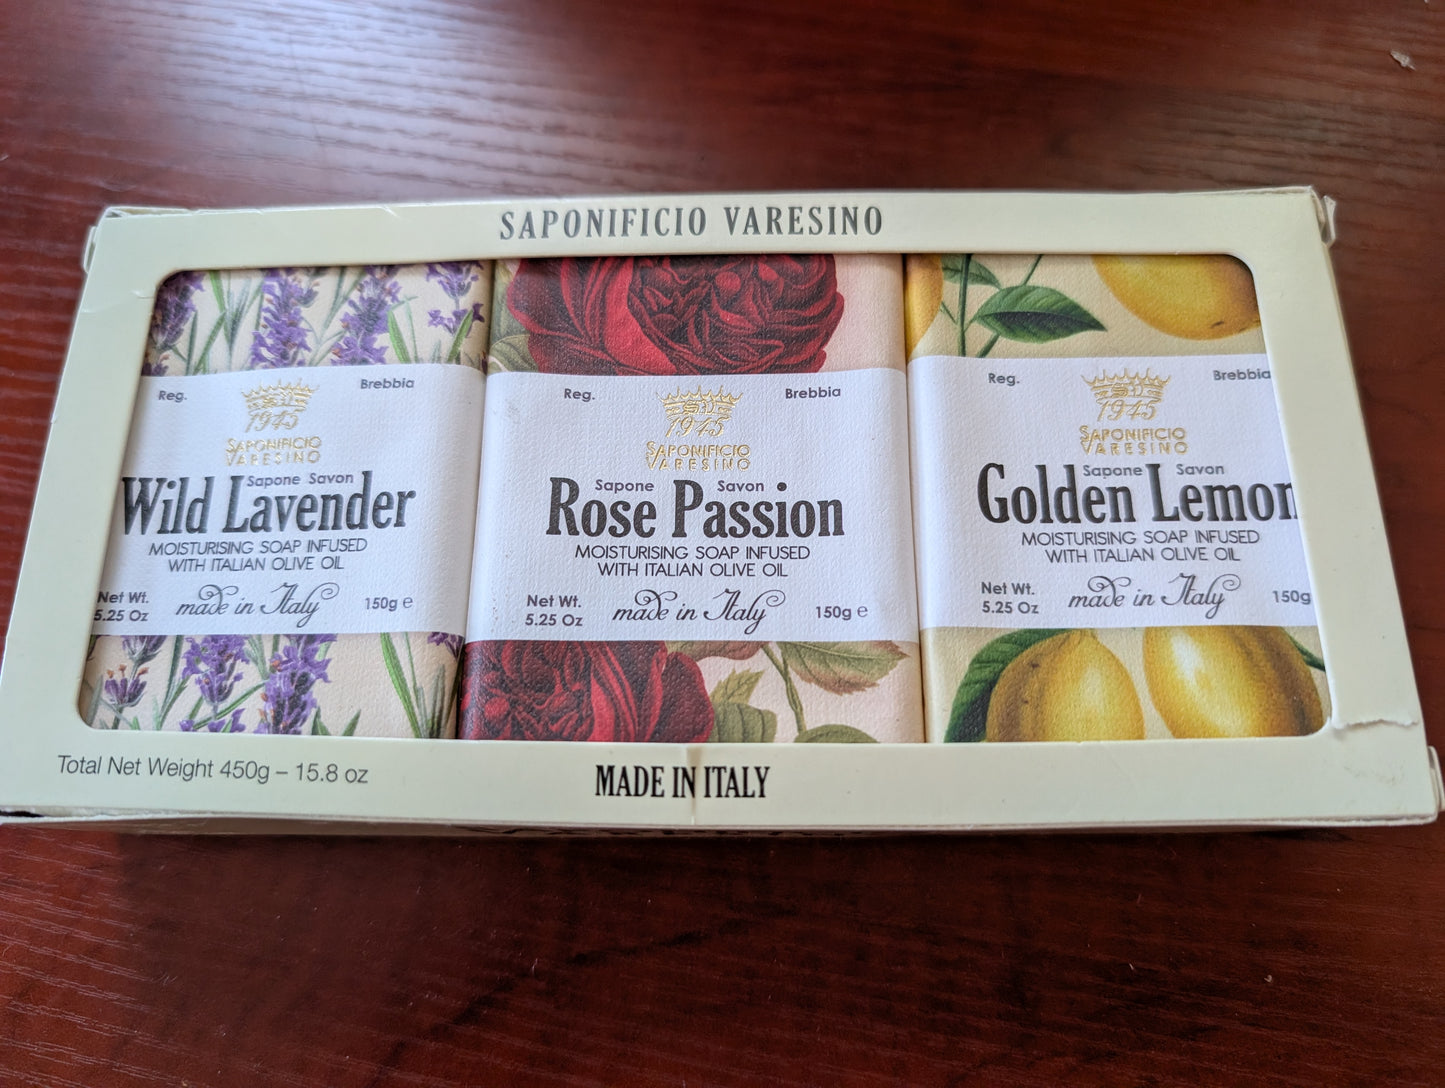 SAPONIFICIO VARESINO
Reg.
Brebbia
1945
SAPONIFICIO
VARESINO
Sapone Savon
Wild Lavender
MOISTURISING SOAP INFUSED
WITH ITALIAN OLIVE OIL
Net Wt.
5.25 Oz
made in Italy
150g e
Reg.
Brebbia
1945
SAPONIFICIO
VARESINO
Sapone Savon
Rose Passion
MOISTURISING SOAP INFUSED
WITH ITALIAN OLIVE OIL
Net Wt.
5.25 Oz
made in Italy
150g e
Reg.
Brebbia
1945
SAPONIFICIO
VARESINO
Sapone Savon
Golden Lemon
MOISTURISING SOAP INFUSED
WITH ITALIAN OLIVE OIL
Net Wt.
5.25 Oz
made in Italy
150g
Total Net Weight 450g – 15.8 oz
MADE IN ITALY